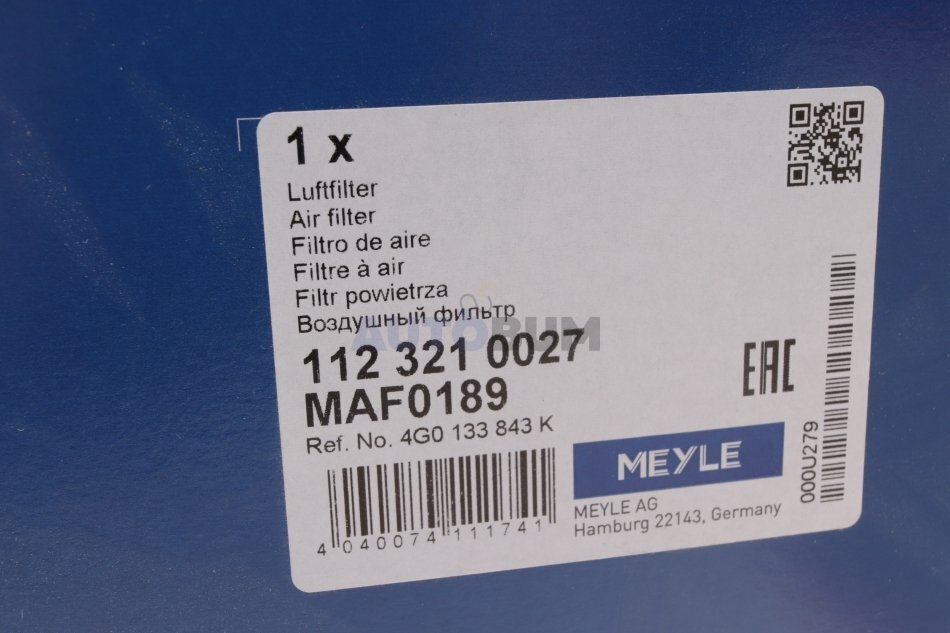 1 x
Luftfilter
Air filter
Filtro de aire
Filtre à air
Filtr powietrza
Воздушный фильтр
AUTOBUM
112 321 0027
MAF0189
Ref. No. 4G0 133 843 K
4 040074 111741
MEYLE
MEYLE AG
Hamburg 22143, Germany
EAC
000U279